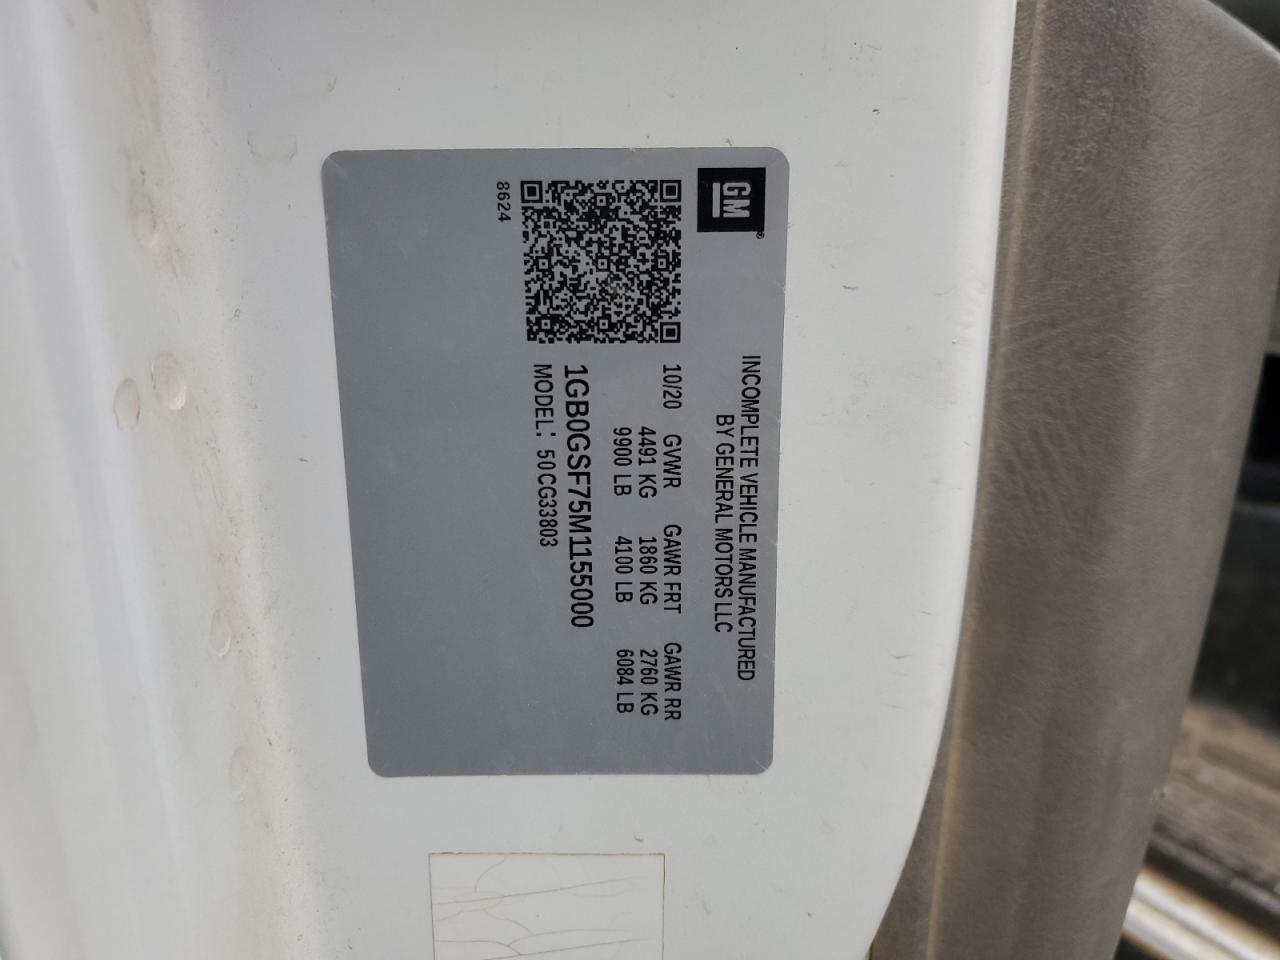 GM
INCOMPLETE VEHICLE MANUFACTURED
BY GENERAL MOTORS LLC
10/20 GVWR GAWR FRT GAWR RR
4491 KG 1860 KG 2760 KG
9900 LB 4100 LB 6084 LB
1GB0GSF75M1155000
MODEL: 50CG33803
8624